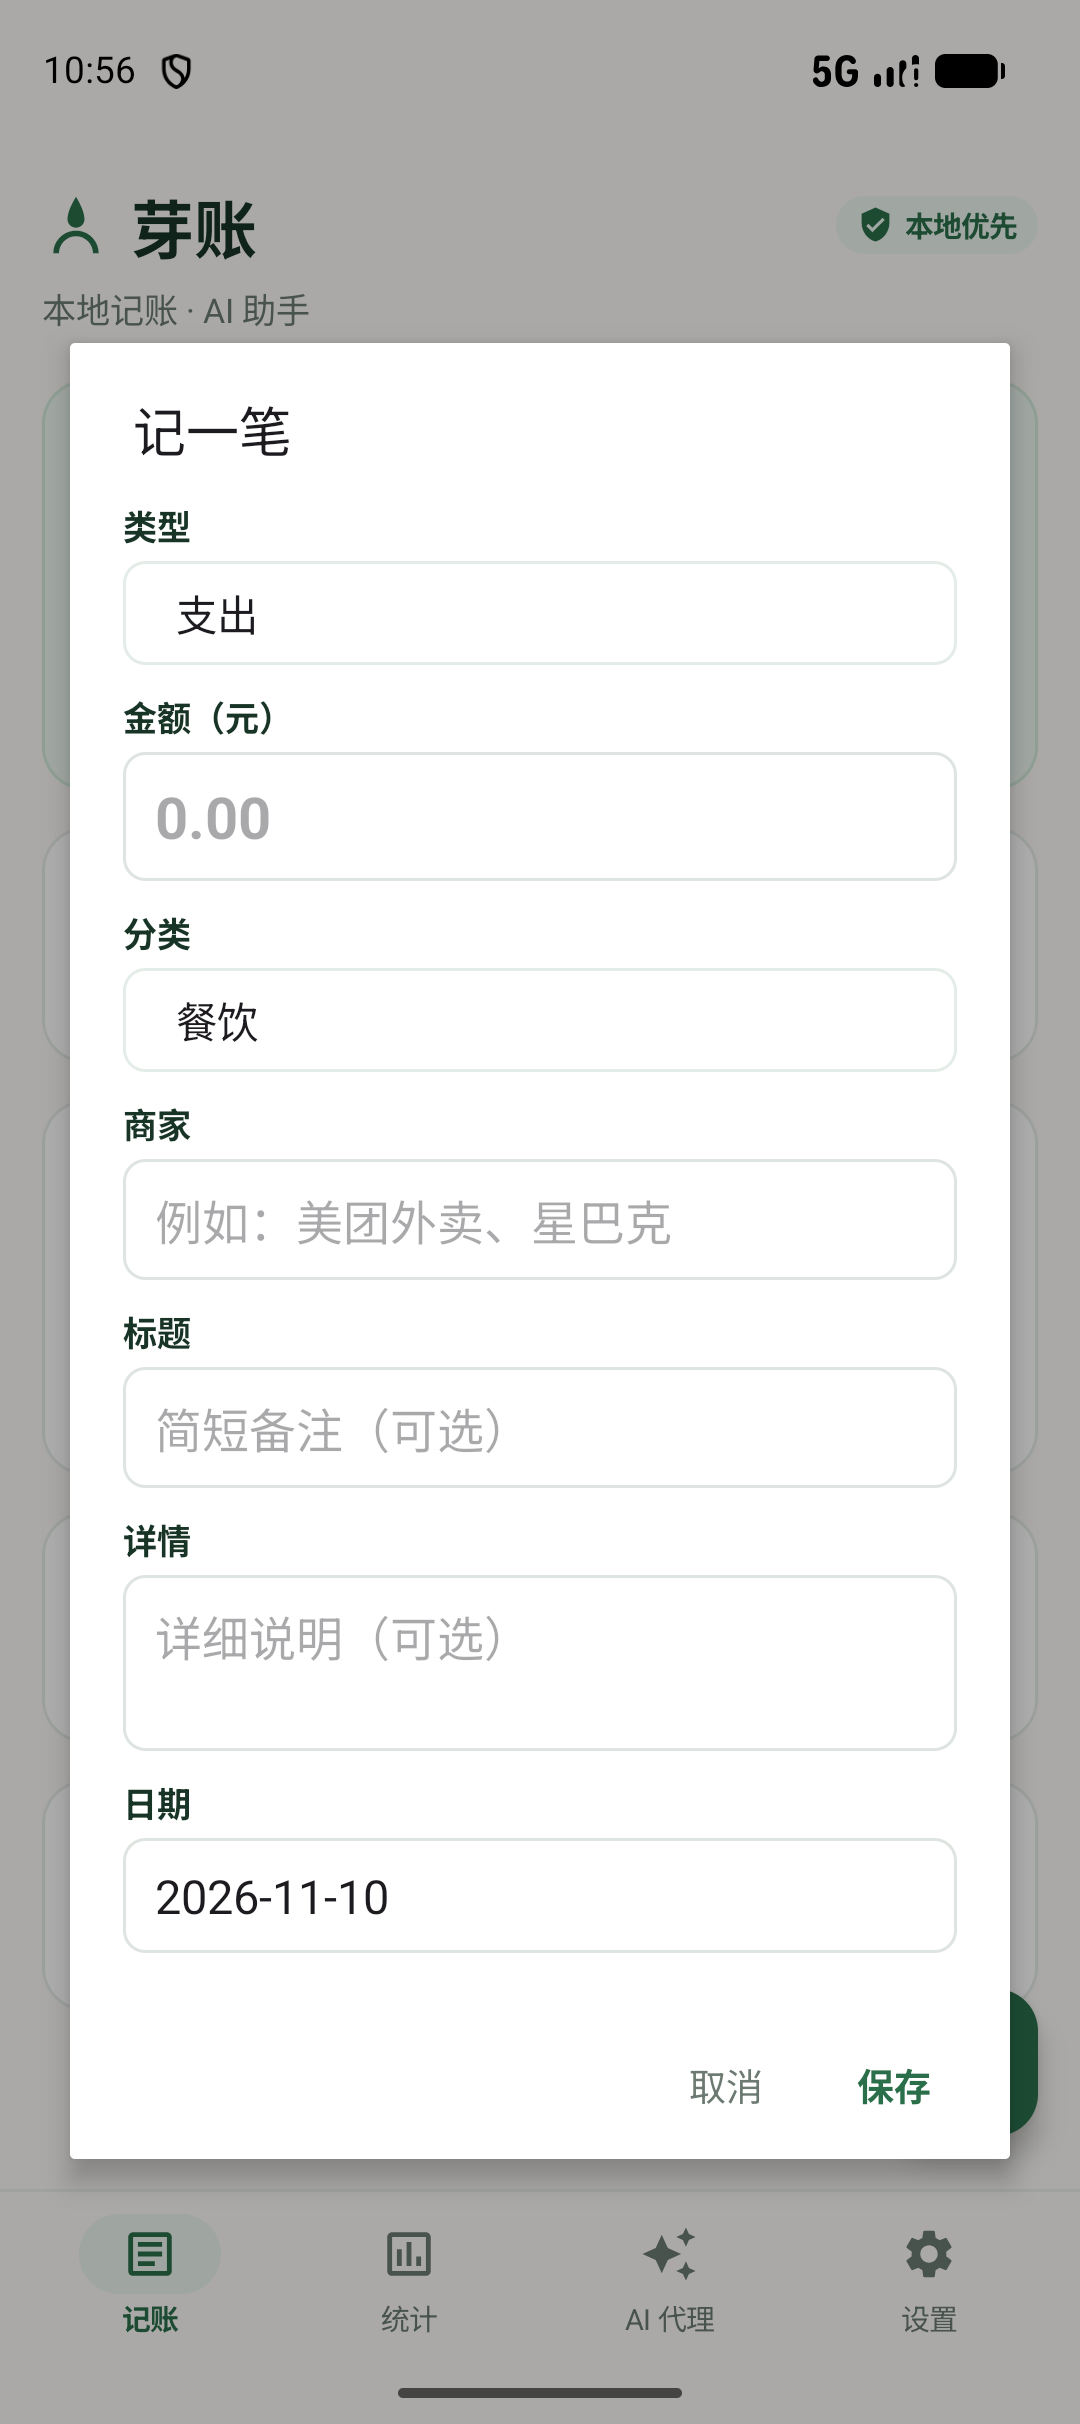 10:56
5G
芽账
本地优先
本地记账 · AI 助手
记一笔
类型
支出
金额（元）
0.00
分类
餐饮
商家
例如：美团外卖、星巴克
标题
简短备注（可选）
详情
详细说明（可选）
日期
2026-11-10
取消
保存
记账
统计
AI 代理
设置